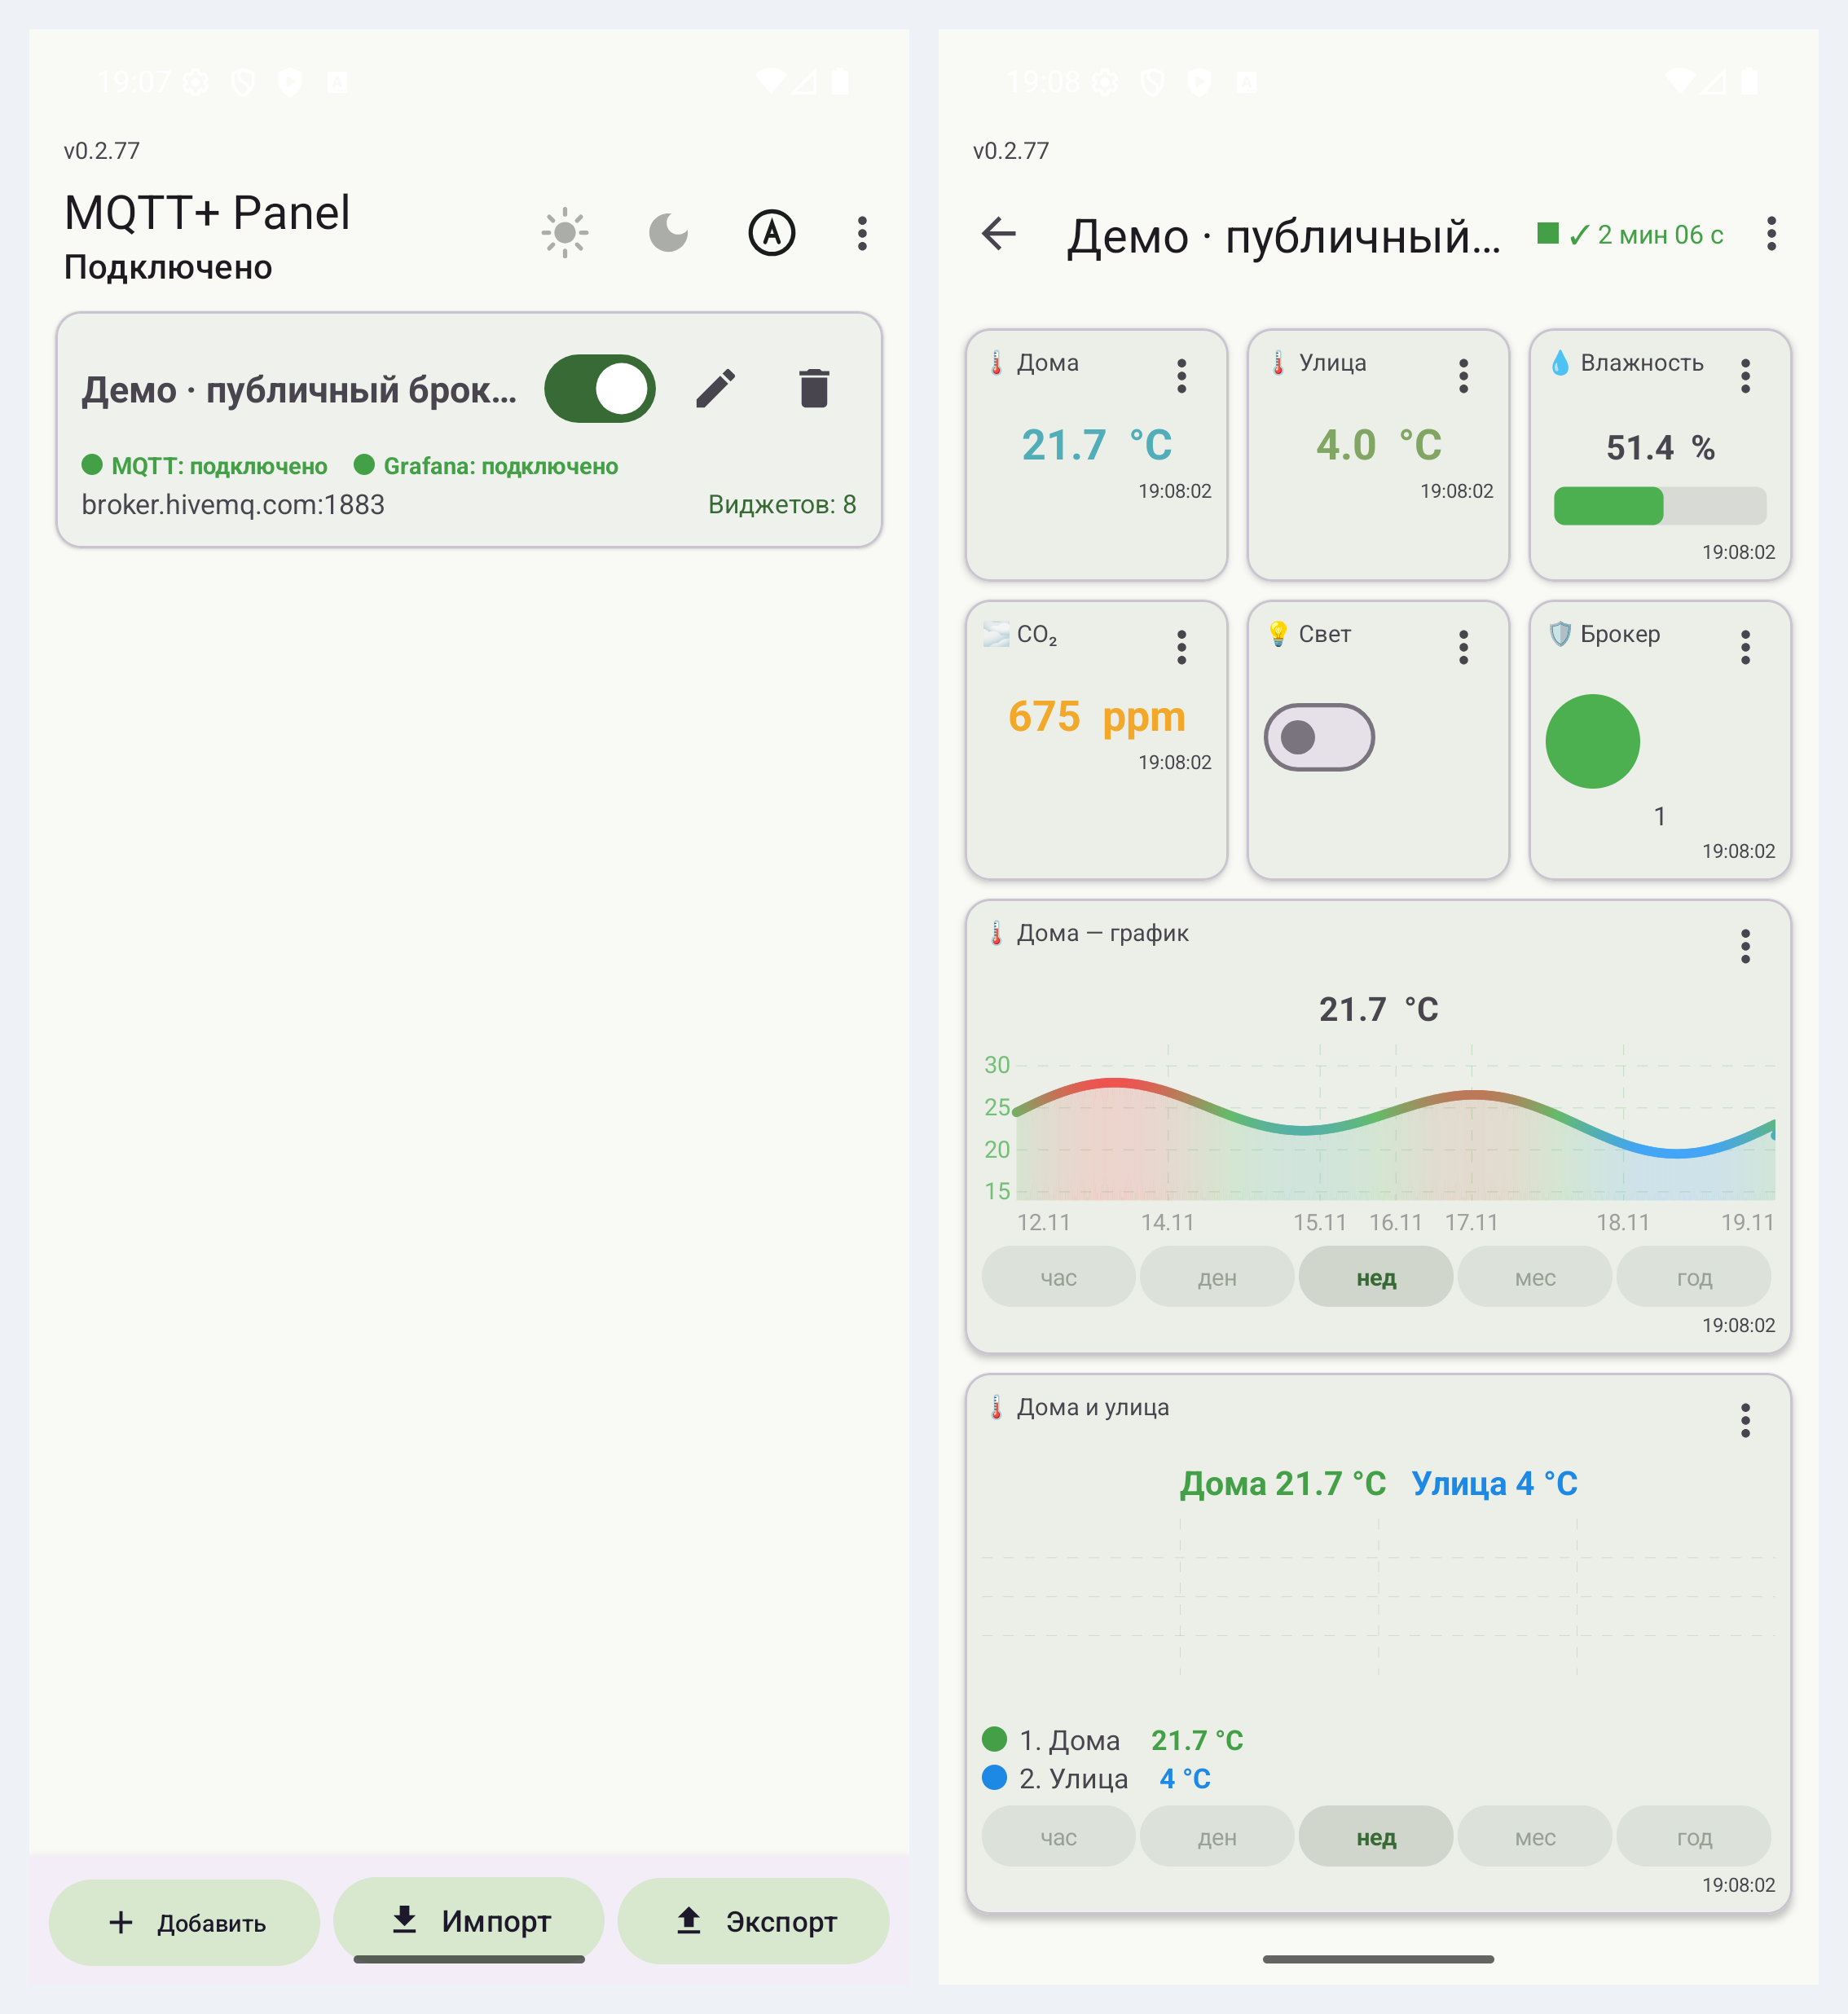 19:07
v0.2.77
MQTT+ Panel
Подключено
Демо · публичный брок...
MQTT: подключено Grafana: подключено
broker.hivemq.com:1883 Виджетов: 8
Добавить Импорт Экспорт
19:08
v0.2.77
Демо · публичный... ✓ 2 мин 06 с
Дома Улица Влажность
21.7 °C 4.0 °C 51.4 %
19:08:02 19:08:02
19:08:02
CO₂ Свет Брокер
675 ppm
19:08:02
1
19:08:02
Дома — график
21.7 °C
30
25
20
15
12.11 14.11 15.11 16.11 17.11 18.11 19.11
час ден нед мес год
19:08:02
Дома и улица
Дома 21.7 °C Улица 4 °C
1. Дома 21.7 °C
2. Улица 4 °C
час ден нед мес год
19:08:02